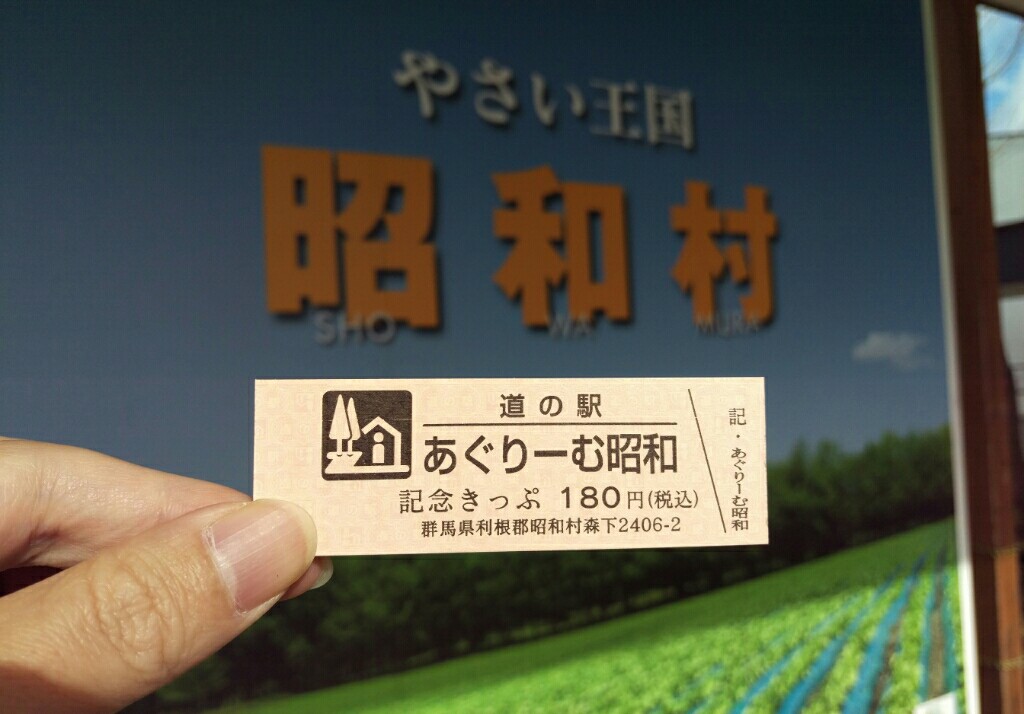 やさい王国
昭和村
SHO WA MURA
道の駅
あぐりーむ昭和
記念きっぷ 180円(税込)
群馬県利根郡昭和村森下2406-2
記・あぐりーむ昭和